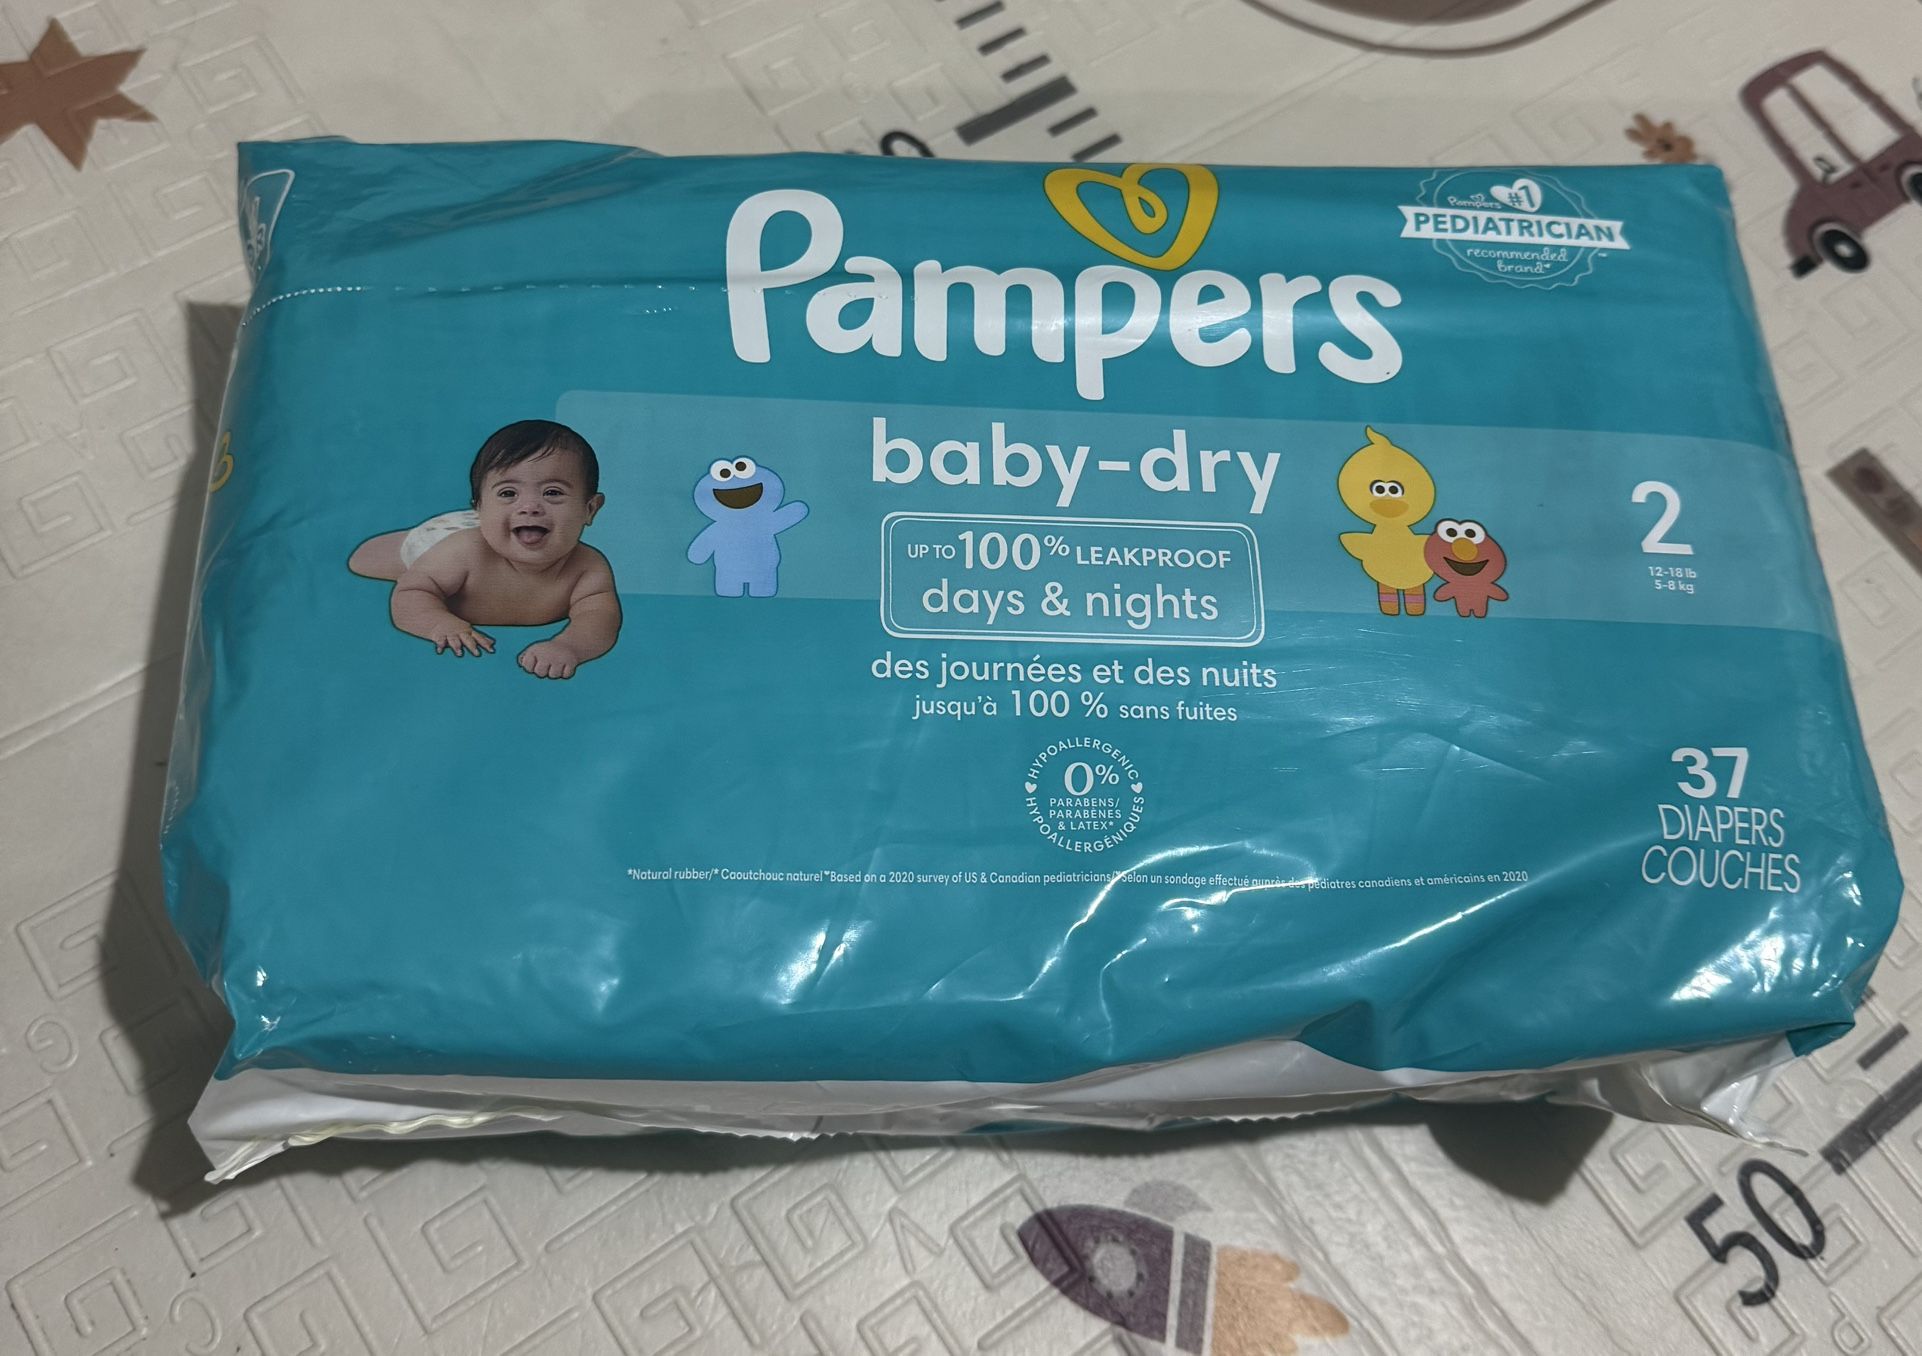 Pampers
Pampers #1
PEDIATRICIAN
recommended
Brand*
baby-dry
UP TO 100% LEAKPROOF
days & nights
des journées et des nuits
jusqu'à 100 % sans fuites
2
12-18 lb
5-8 kg
HYPOALLERGENIC
0%
PARABENS/
PARABÈNES
& LATEX*
HYPOALLERGÉNIQUES
37
DIAPERS
COUCHES
*Natural rubber/* Caoutchouc naturel *Based on a 2020 survey of US & Canadian pediatricians/*Selon un sondage effectué auprès des pédiatres canadiens et américains en 2020
50